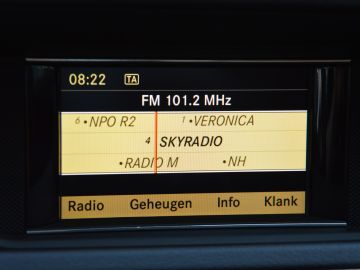 08:22 TA
FM 101.2 MHz
6 •NPO R2 1 •VERONICA
4 SKYRADIO
•RADIO M •NH
Radio Geheugen Info Klank